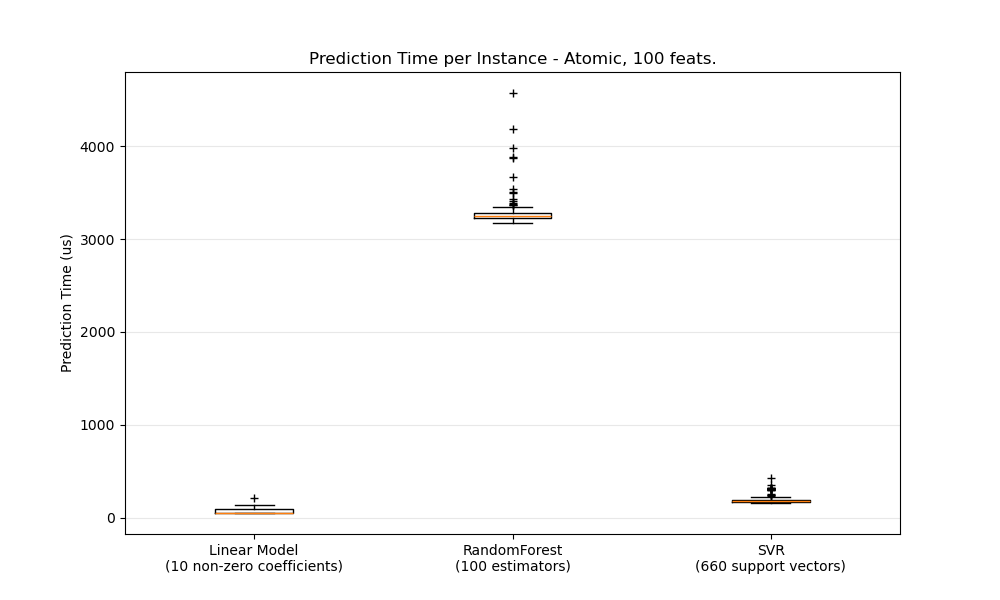 Prediction Time per Instance - Atomic, 100 feats.
Prediction Time (us)
4000
3000
2000
1000
0
Linear Model
(10 non-zero coefficients)
RandomForest
(100 estimators)
SVR
(660 support vectors)